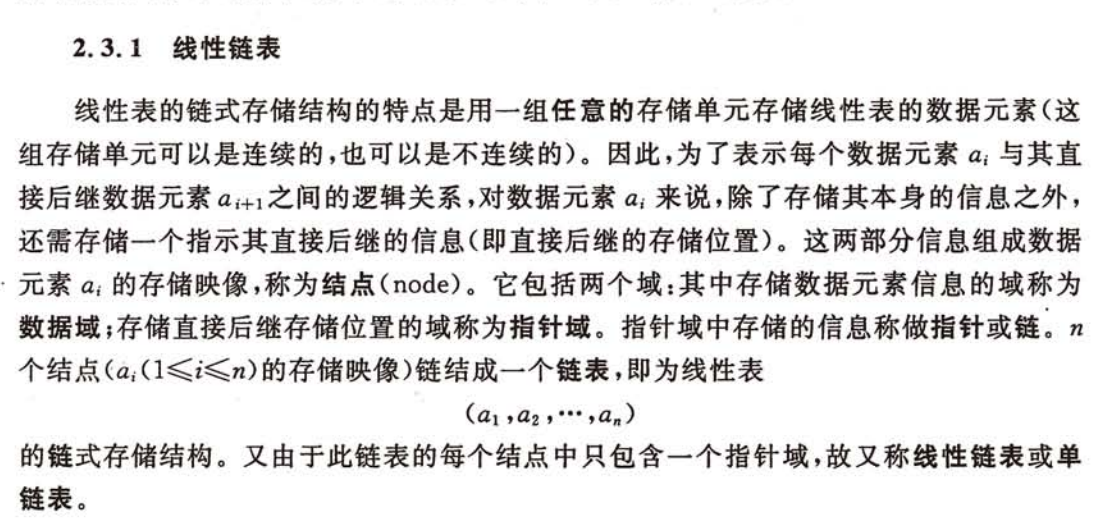 2.3.1 线性链表
线性表的链式存储结构的特点是用一组任意的存储单元存储线性表的数据元素(这
组存储单元可以是连续的,也可以是不连续的)。因此,为了表示每个数据元素 aᵢ 与其直
接后继数据元素 aᵢ₊₁之间的逻辑关系,对数据元素 aᵢ 来说,除了存储其本身的信息之外,
还需存储一个指示其直接后继的信息(即直接后继的存储位置)。这两部分信息组成数据
元素 aᵢ 的存储映像,称为结点(node)。它包括两个域:其中存储数据元素信息的域称为
数据域;存储直接后继存储位置的域称为指针域。指针域中存储的信息称做指针或链。n
个结点(aᵢ(1≤i≤n)的存储映像)链结成一个链表,即为线性表
(a₁,a₂,⋯,aₙ)
的链式存储结构。又由于此链表的每个结点中只包含一个指针域,故又称线性链表或单
链表。